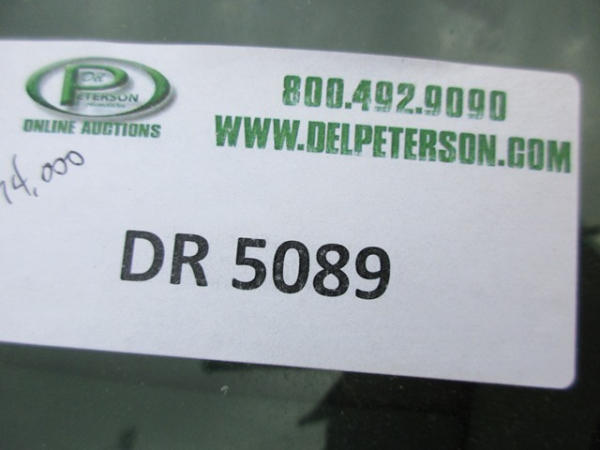 Del
PETERSON
ONLINE AUCTIONS
800.492.9090
WWW.DELPETERSON.COM
DR 5089